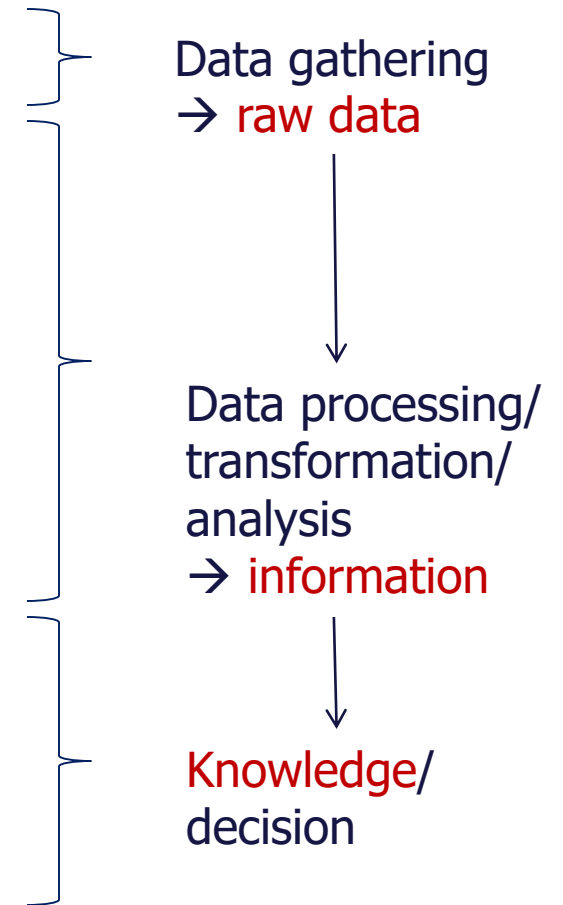 Data gathering
→ raw data
Data processing/
transformation/
analysis
→ information
Knowledge/
decision